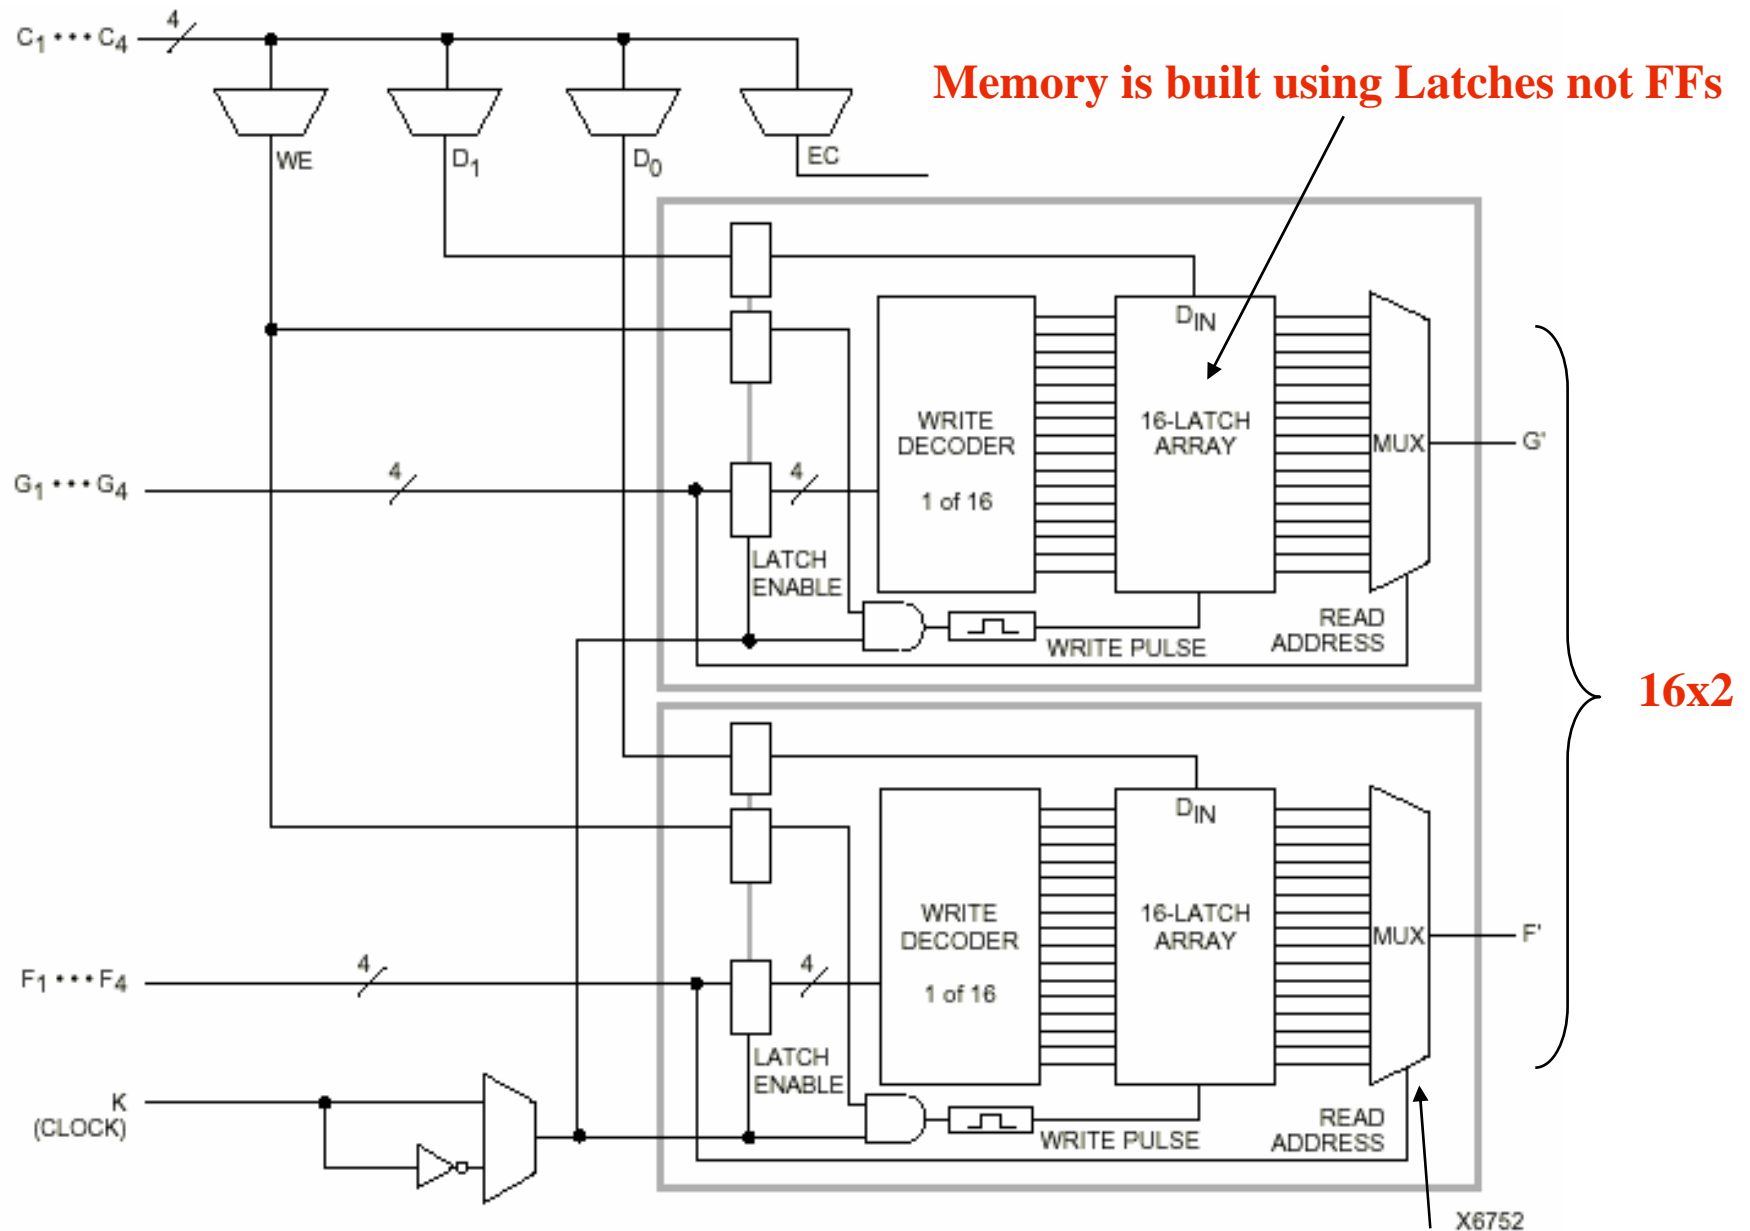 C1 • • • C4
4
Memory is built using Latches not FFs
WE
D1
D0
EC
DIN
WRITE
DECODER
1 of 16
16-LATCH
ARRAY
MUX
G'
G1 • • • G4
4
4
LATCH
ENABLE
WRITE PULSE
READ
ADDRESS
16x2
DIN
WRITE
DECODER
1 of 16
16-LATCH
ARRAY
MUX
F'
F1 • • • F4
4
4
LATCH
ENABLE
K
(CLOCK)
WRITE PULSE
READ
ADDRESS
X6752